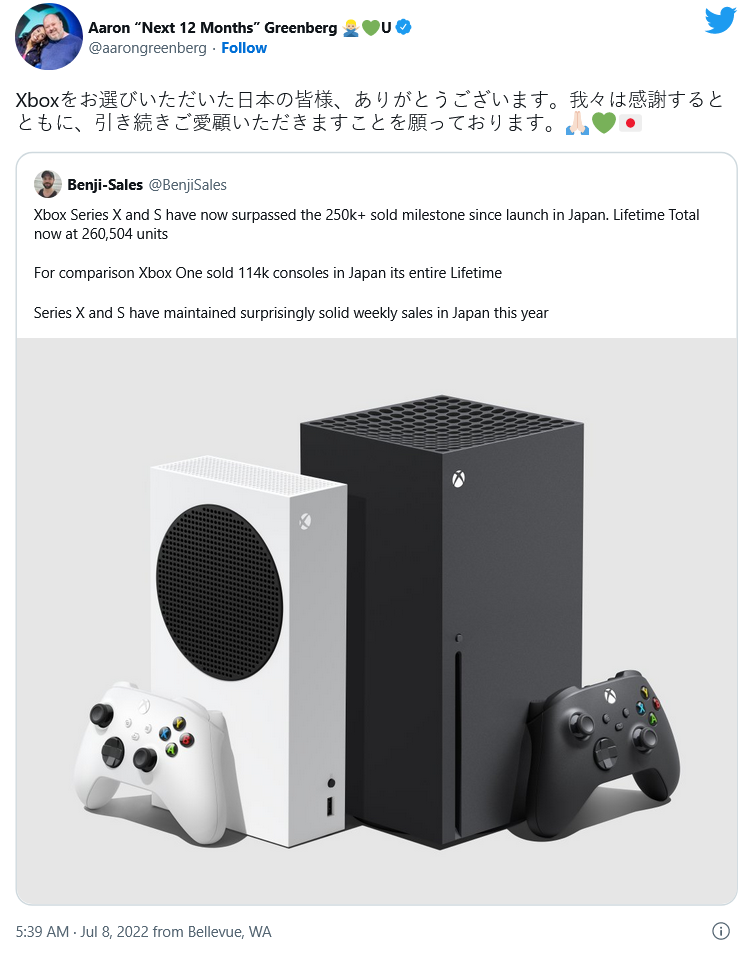 Aaron “Next 12 Months” Greenberg 🙅🏼‍♂️💚U
@aarongreenberg · Follow
Xboxをお選びいただいた日本の皆様、ありがとうございます。我々は感謝すると
ともに、引き続きご愛顧いただきますことを願っております。🙏🏻💚🇯🇵
Benji-Sales @BenjiSales
Xbox Series X and S have now surpassed the 250k+ sold milestone since launch in Japan. Lifetime Total
now at 260,504 units
For comparison Xbox One sold 114k consoles in Japan its entire Lifetime
Series X and S have maintained surprisingly solid weekly sales in Japan this year
Y
X
B
A
Y
X
B
A
5:39 AM · Jul 8, 2022 from Bellevue, WA